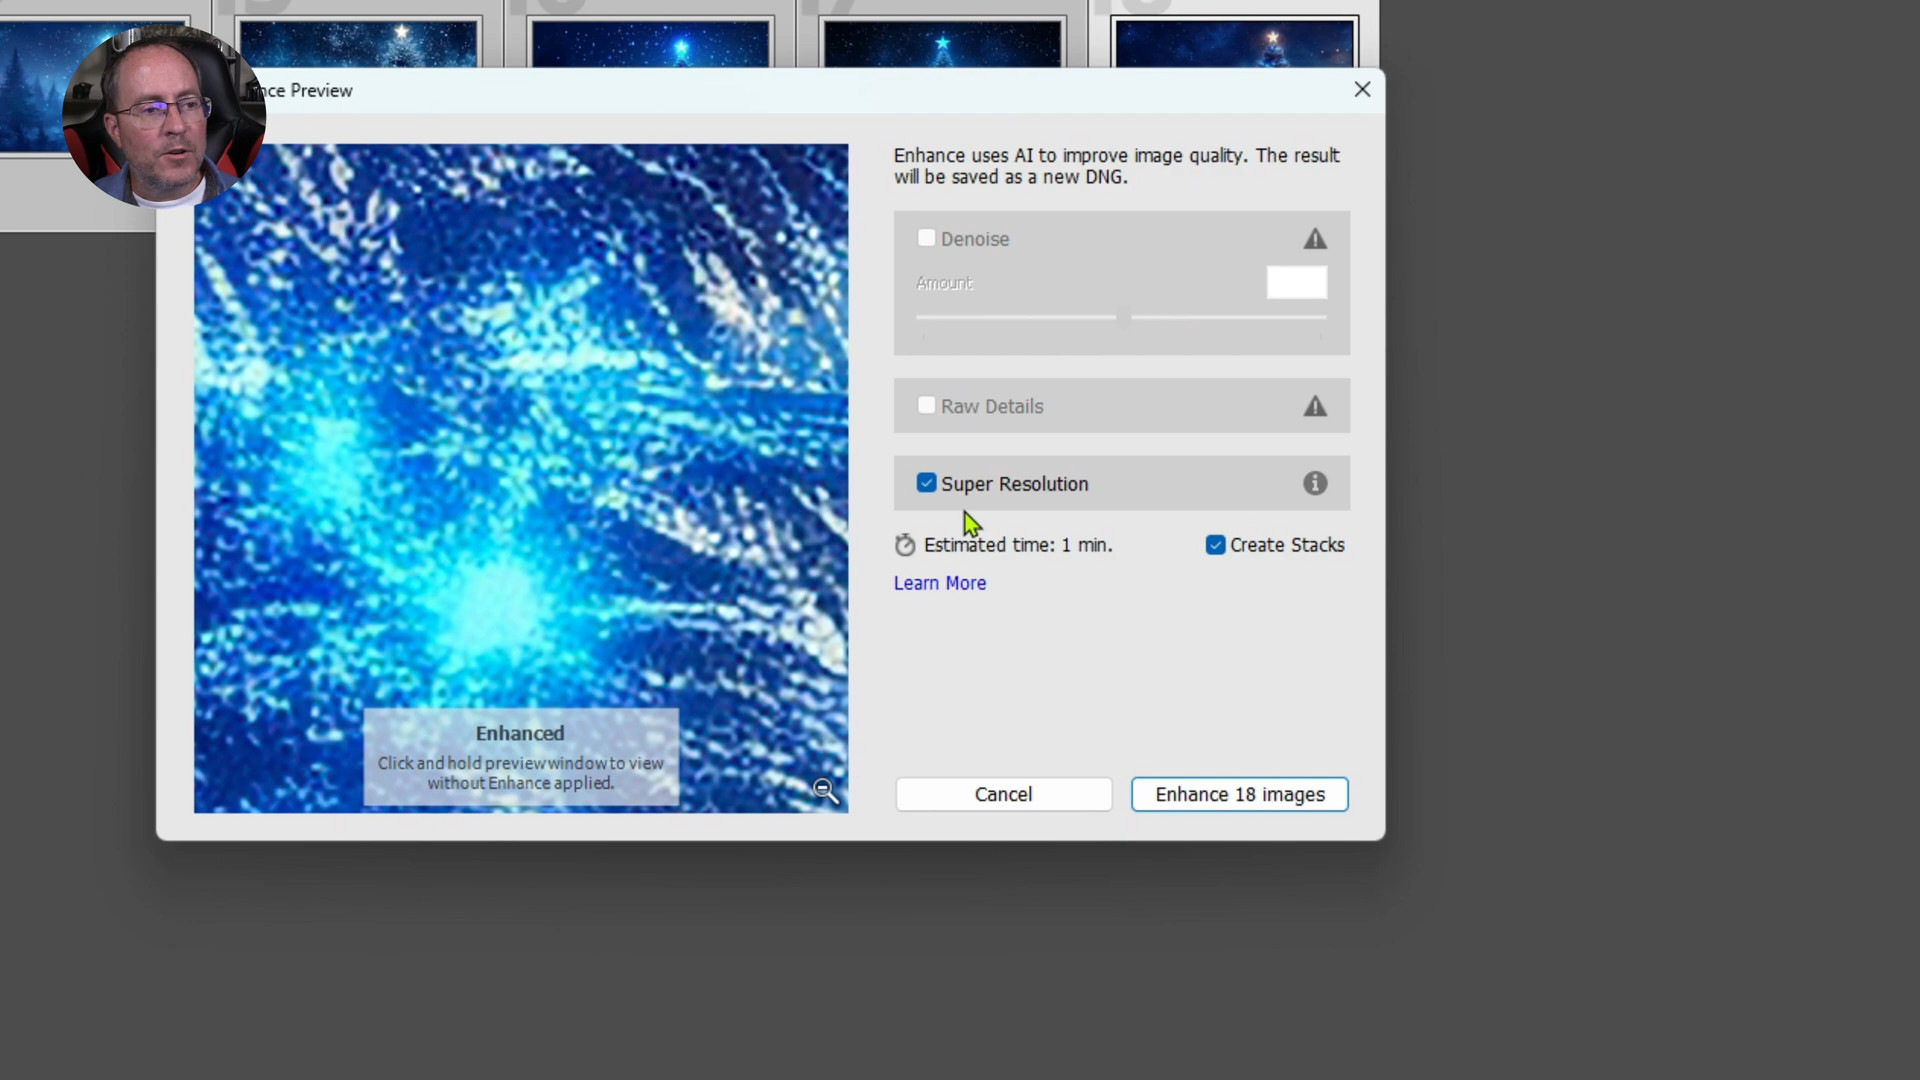 nce Preview
Enhance uses AI to improve image quality. The result
will be saved as a new DNG.
Denoise
Amount
Raw Details
Super Resolution
Estimated time: 1 min.
Create Stacks
Learn More
Enhanced
Click and hold preview window to view
without Enhance applied.
Cancel
Enhance 18 images